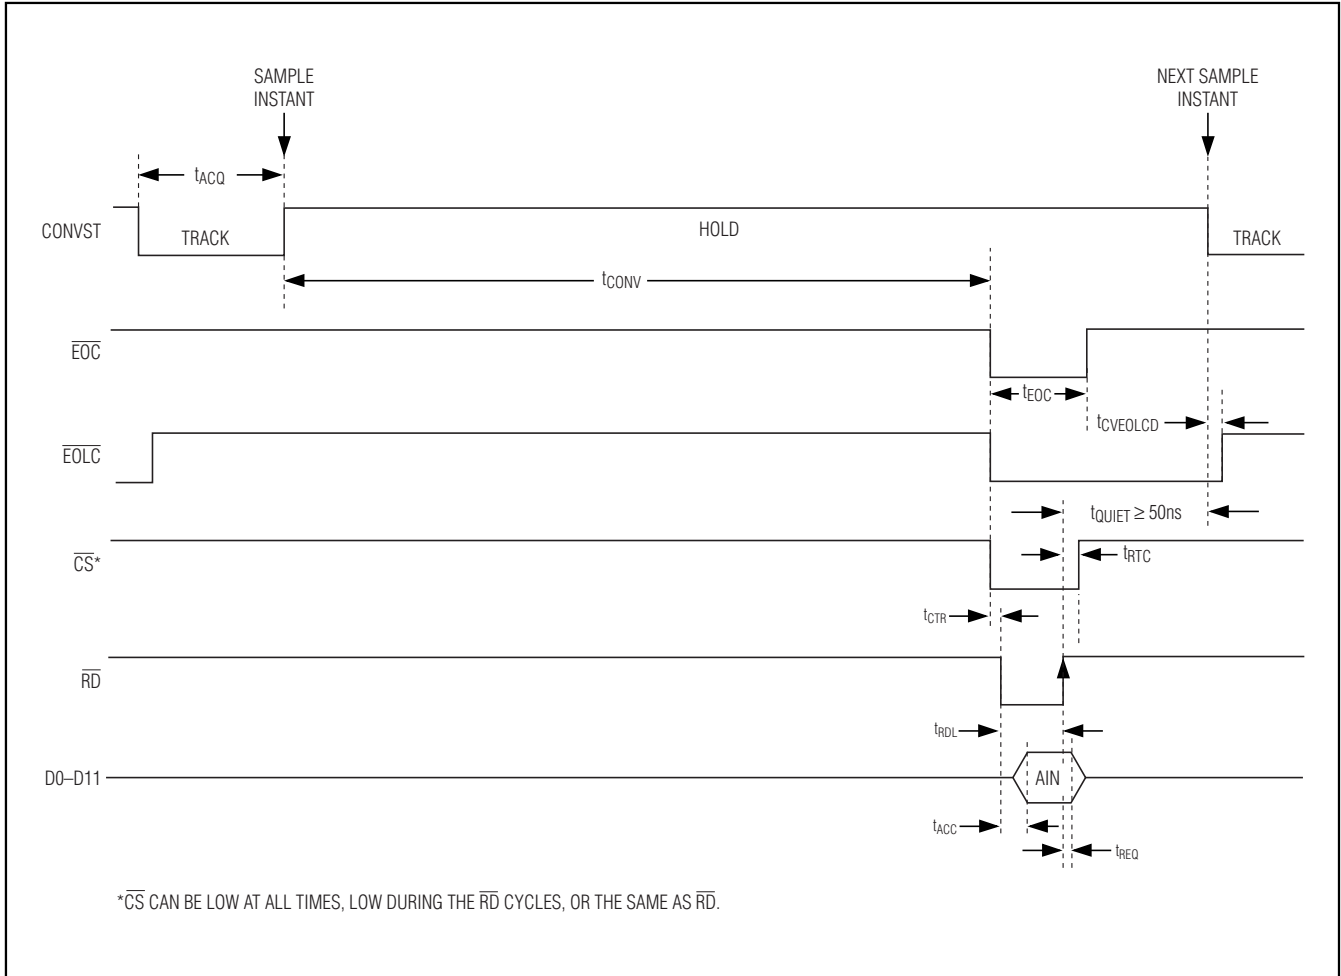 SAMPLE
INSTANT
NEXT SAMPLE
INSTANT
tACQ
CONVST
TRACK
HOLD
TRACK
tCONV
EOC
tEOC
tCVEOLCD
EOLC
tQUIET ≥ 50ns
CS*
tRTC
tCTR
RD
tRDL
D0–D11
AIN
tACC
tREQ
*CS CAN BE LOW AT ALL TIMES, LOW DURING THE RD CYCLES, OR THE SAME AS RD.